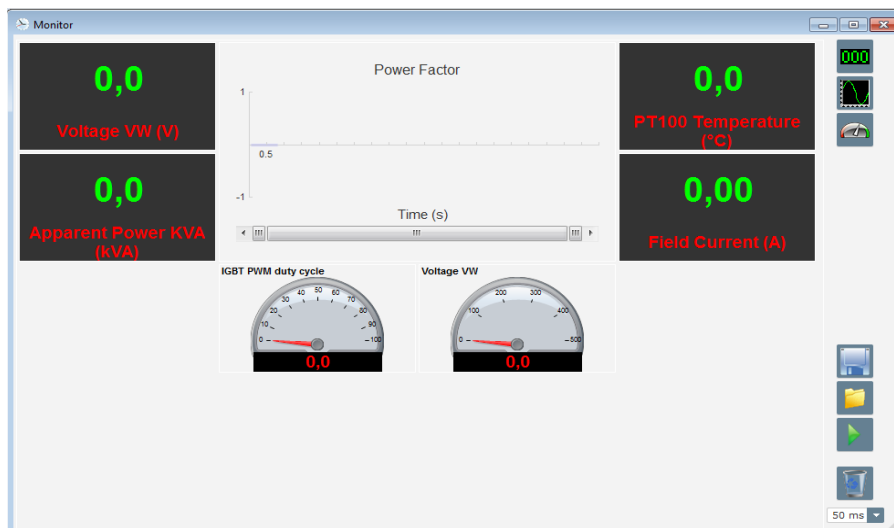 Monitor
0,0
Voltage VW (V)
0,0
Apparent Power KVA
(kVA)
Power Factor
1
0.5
-1
Time (s)
0,0
PT100 Temperature
(°C)
0,00
Field Current (A)
000
IGBT PWM duty cycle
0
10
20
30
40
50
60
70
80
90
100
0,0
Voltage VW
0
100
200
300
400
500
0,0
50 ms